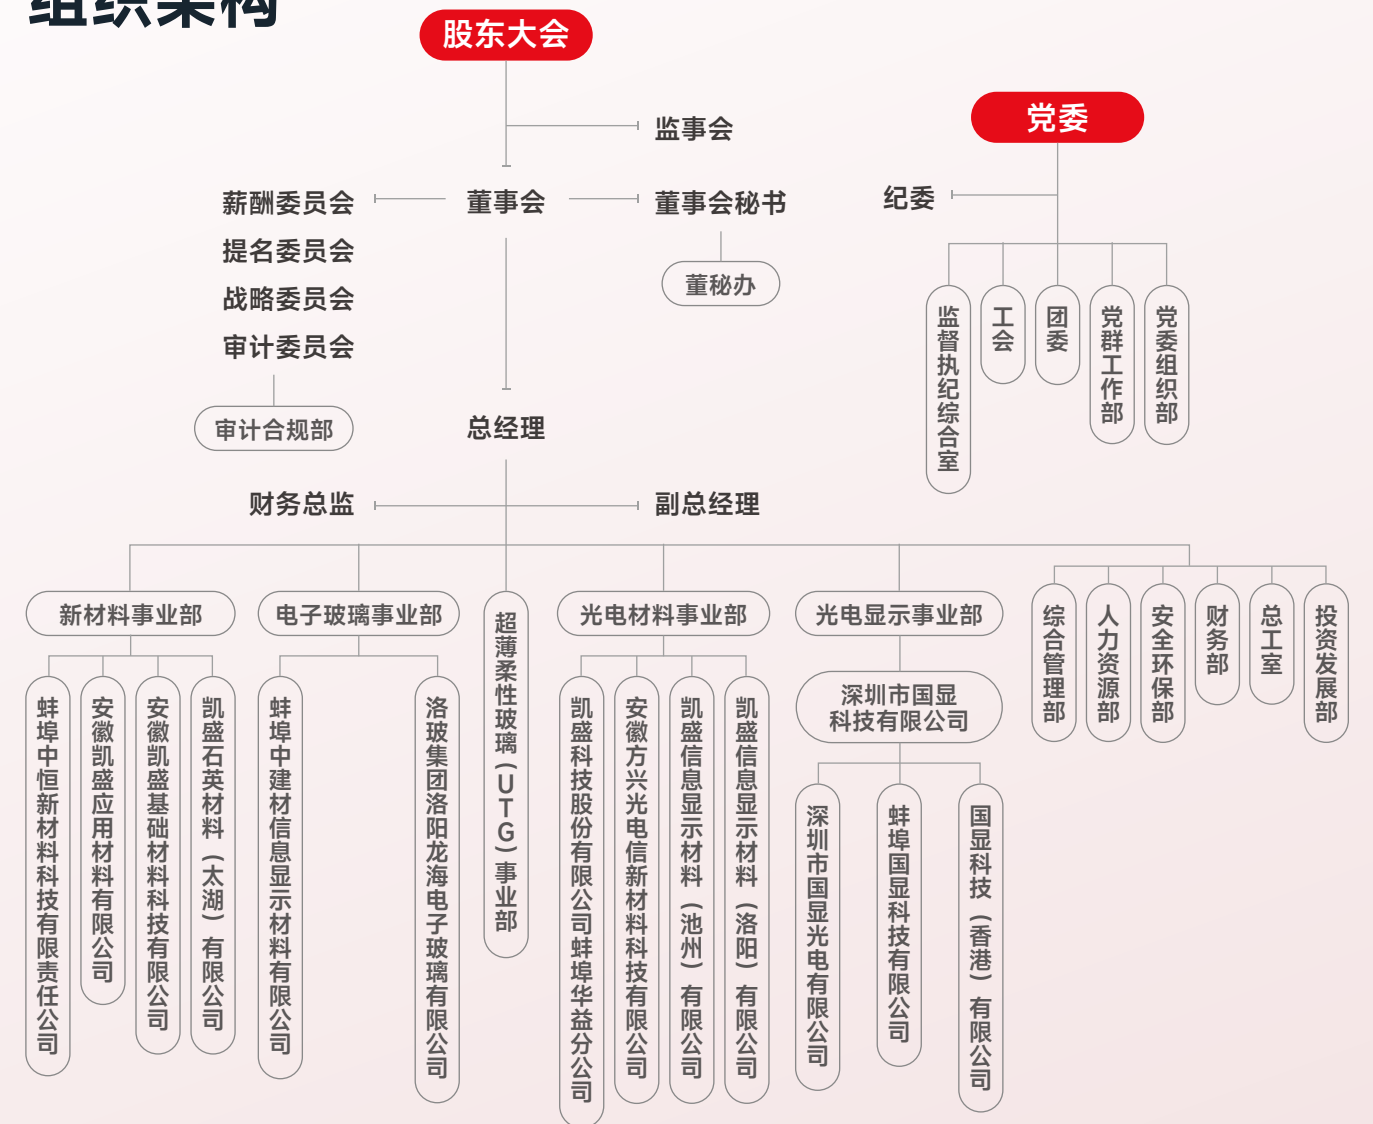 组织架构
股东大会
监事会
党委
纪委
薪酬委员会
董事会
董事会秘书
提名委员会
战略委员会
审计委员会
董秘办
审计合规部
总经理
监督执纪综合室
工会
团委
党群工作部
党委组织部
财务总监
副总经理
新材料事业部
电子玻璃事业部
超薄柔性玻璃(UTG)事业部
光电材料事业部
光电显示事业部
综合管理部
人力资源部
安全环保部
财务部
总工室
投资发展部
蚌埠中恒新材料科技有限责任公司
安徽凯盛应用材料有限公司
安徽凯盛基础材料科技有限公司
凯盛石英材料(太湖)有限公司
蚌埠中建材信息显示材料有限公司
洛玻集团洛阳龙海电子玻璃有限公司
凯盛科技股份有限公司蚌埠华益分公司
安徽方兴光电信新材料科技有限公司
凯盛信息显示材料(池州)有限公司
凯盛信息显示材料(洛阳)有限公司
深圳市国显
科技有限公司
深圳市国显光电有限公司
蚌埠国显科技有限公司
国显科技(香港)有限公司